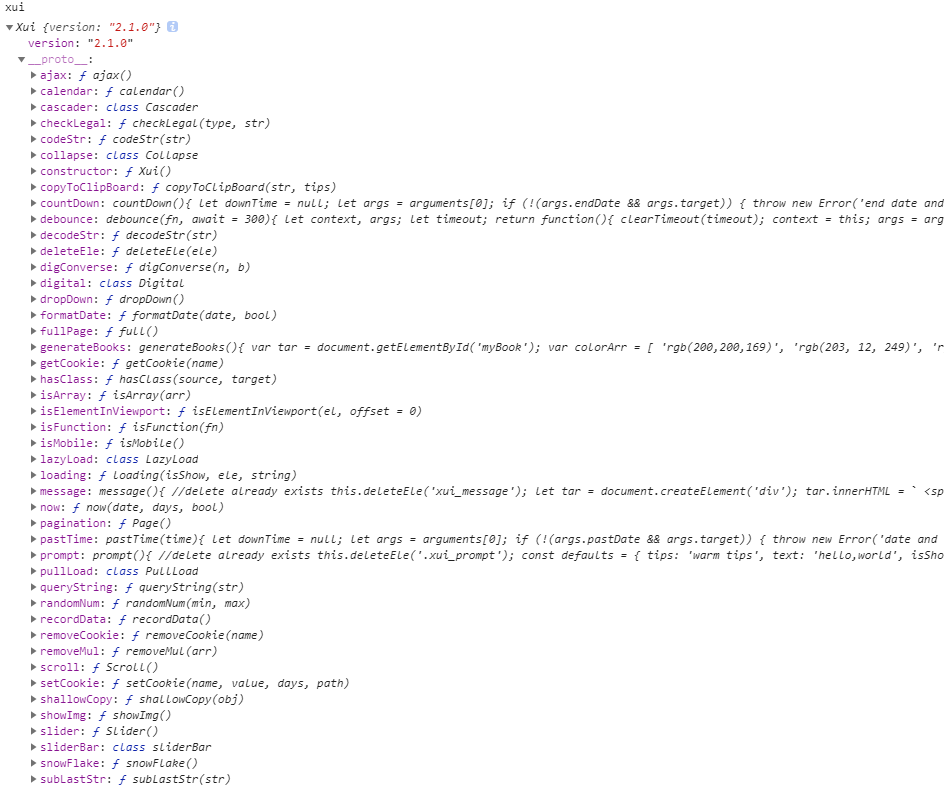 xui
Xui {version: "2.1.0"} i
version: "2.1.0"
__proto__:
ajax: ƒ ajax()
calendar: ƒ calendar()
cascader: class Cascader
checkLegal: ƒ checkLegal(type, str)
codeStr: ƒ codeStr(str)
collapse: class Collapse
constructor: ƒ Xui()
copyToClipBoard: ƒ copyToClipBoard(str, tips)
countDown: countDown(){ let downTime = null; let args = arguments[0]; if (!(args.endDate && args.target)) { throw new Error('end date and
debounce: debounce(fn, await = 300){ let context, args; let timeout; return function(){ clearTimeout(timeout); context = this; args = arg
decodeStr: ƒ decodeStr(str)
deleteEle: ƒ deleteEle(ele)
digConverse: ƒ digConverse(n, b)
digital: class Digital
dropDown: ƒ dropDown()
formatDate: ƒ formatDate(date, bool)
fullPage: ƒ full()
generateBooks: generateBooks(){ var tar = document.getElementById('myBook'); var colorArr = [ 'rgb(200,200,169)', 'rgb(203, 12, 249)', 'r
getCookie: ƒ getCookie(name)
hasClass: ƒ hasClass(source, target)
isArray: ƒ isArray(arr)
isElementInViewport: ƒ isElementInViewport(el, offset = 0)
isFunction: ƒ isFunction(fn)
isMobile: ƒ isMobile()
lazyLoad: class LazyLoad
loading: ƒ loading(isShow, ele, string)
message: message(){ //delete already exists this.deleteEle('xui_message'); let tar = document.createElement('div'); tar.innerHTML = ` <sp
now: ƒ now(date, days, bool)
pagination: ƒ Page()
pastTime: pastTime(time){ let downTime = null; let args = arguments[0]; if (!(args.pastDate && args.target)) { throw new Error('date and
prompt: prompt(){ //delete already exists this.deleteEle('.xui_prompt'); const defaults = { tips: 'warm tips', text: 'hello,world', isSho
pullLoad: class PullLoad
queryString: ƒ queryString(str)
randomNum: ƒ randomNum(min, max)
recordData: ƒ recordData()
removeCookie: ƒ removeCookie(name)
removeMul: ƒ removeMul(arr)
scroll: ƒ Scroll()
setCookie: ƒ setCookie(name, value, days, path)
shallowCopy: ƒ shallowCopy(obj)
showImg: ƒ showImg()
slider: ƒ Slider()
sliderBar: class sliderBar
snowFlake: ƒ snowFlake()
subLastStr: ƒ subLastStr(str)